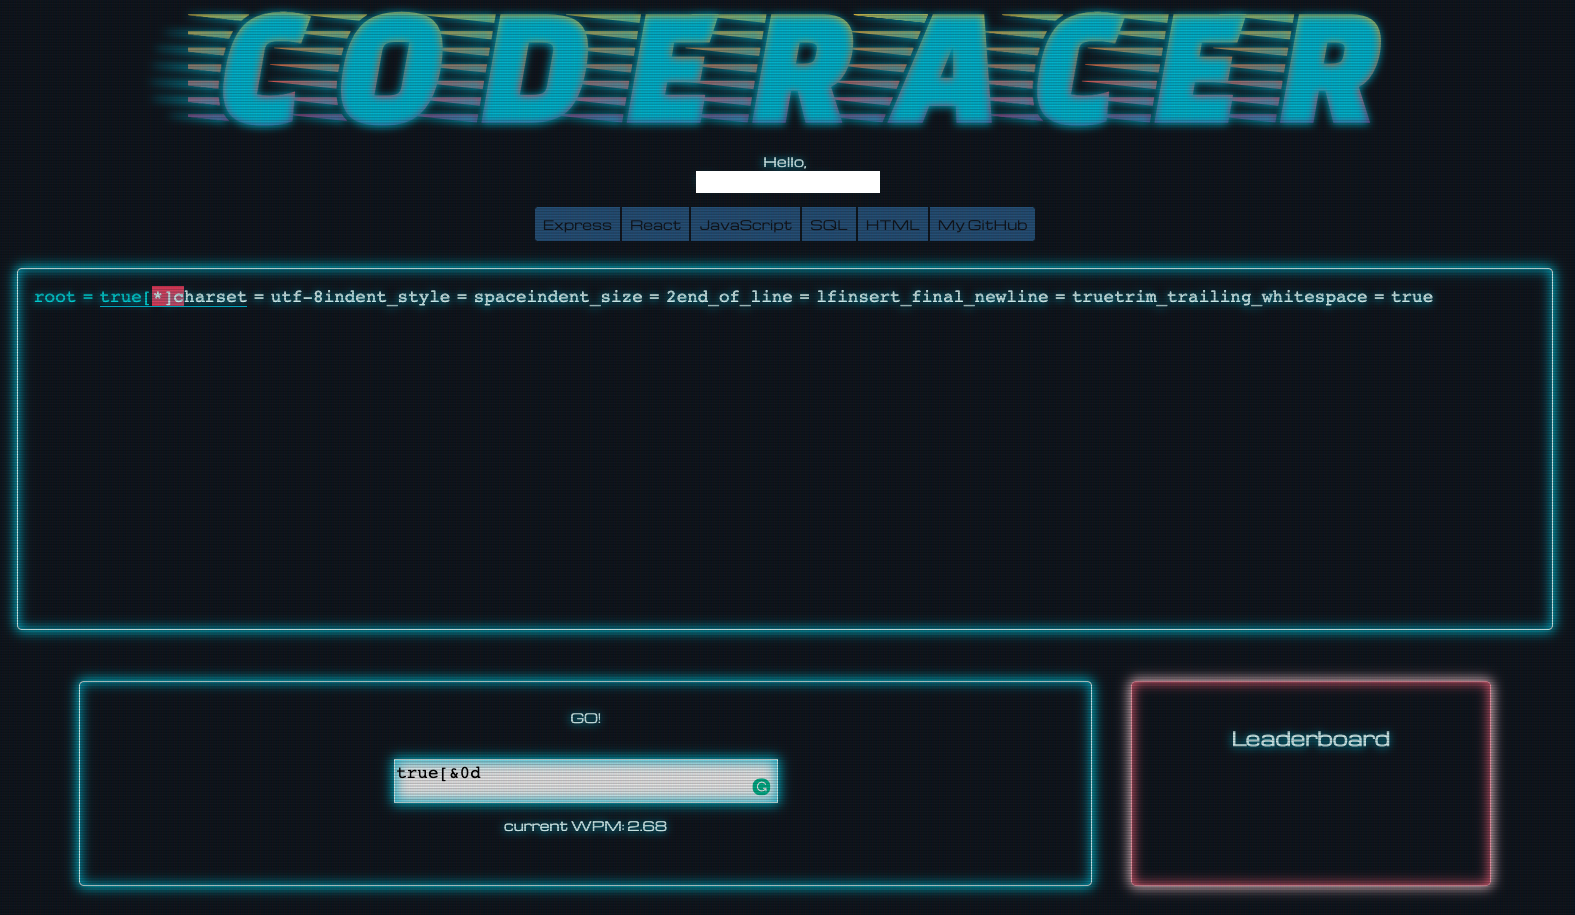 CODERACER
Hello,
Express React JavaScript SQL HTML My GitHub
root = true[*]charset = utf-8indent_style = spaceindent_size = 2end_of_line = lfinsert_final_newline = truetrim_trailing_whitespace = true
GO!
true[&0d
G
current WPM: 2.68
Leaderboard